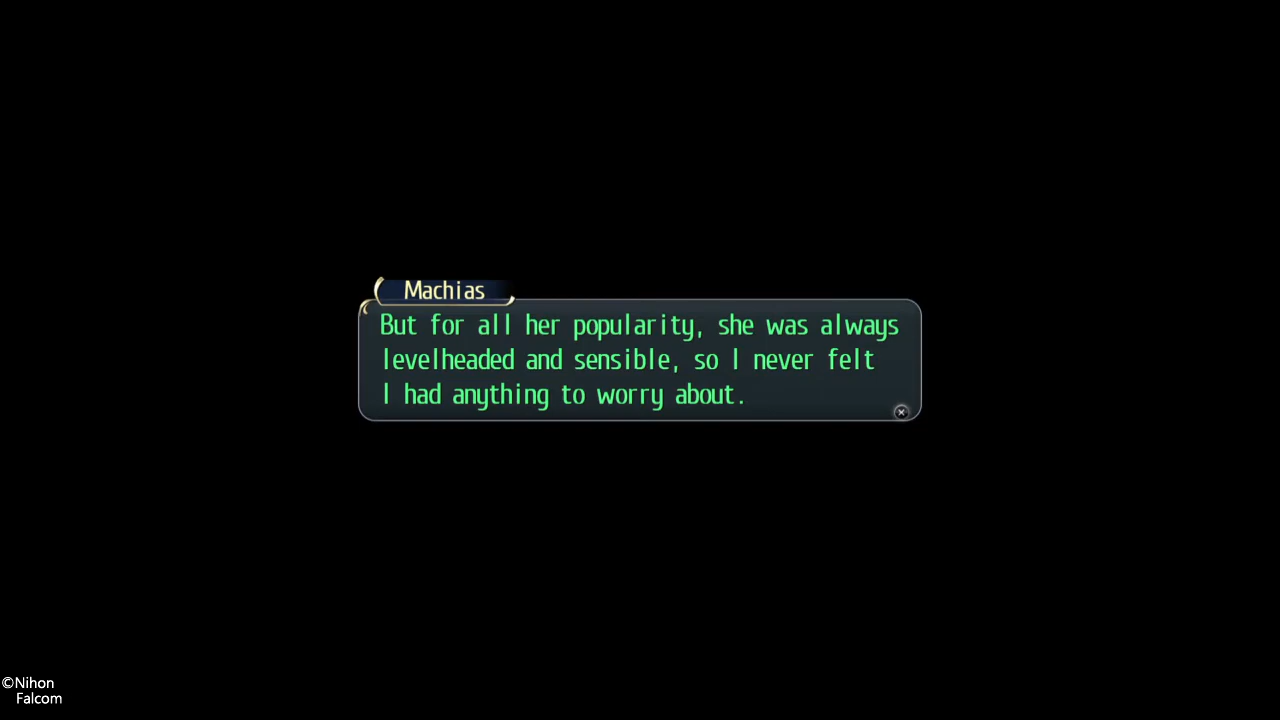 Machias
But for all her popularity, she was always
levelheaded and sensible, so I never felt
I had anything to worry about.
©Nihon
Falcom